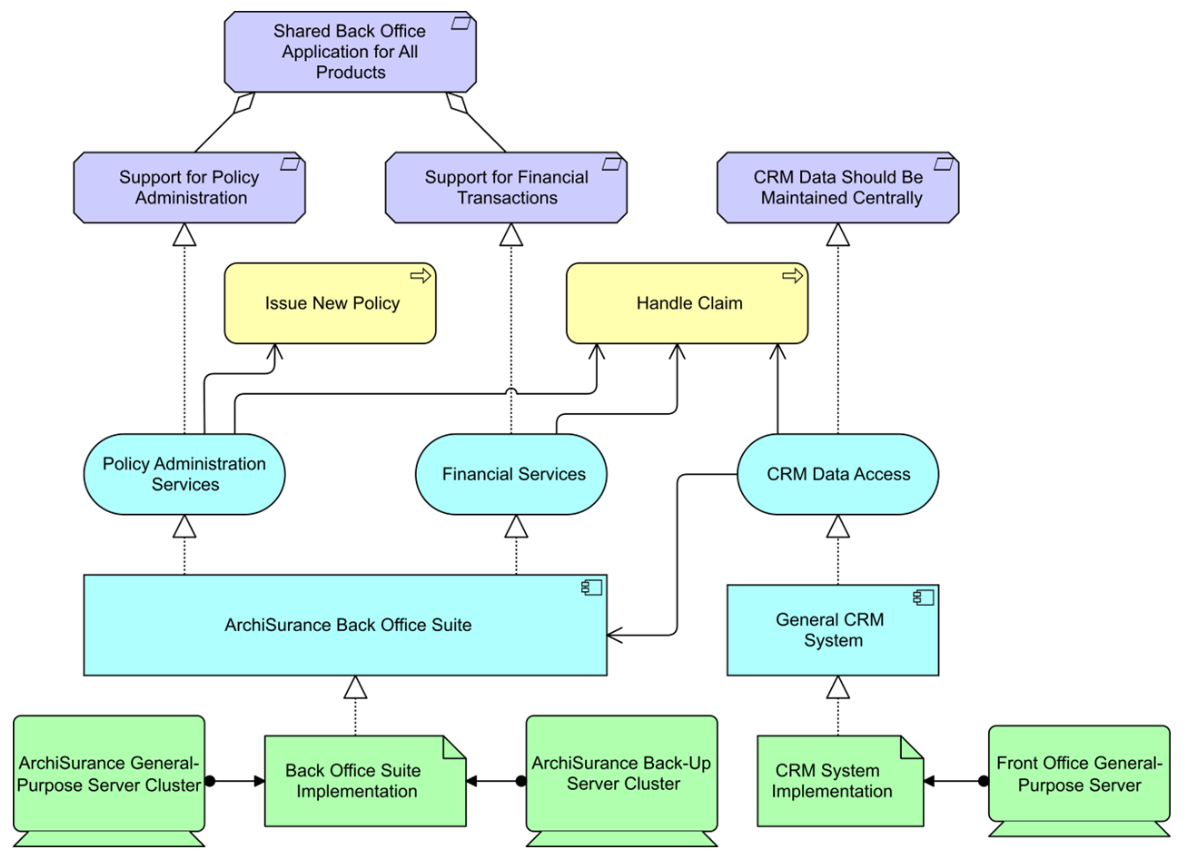 Shared Back Office
Application for All
Products
Support for Policy
Administration
Support for Financial
Transactions
CRM Data Should Be
Maintained Centrally
Issue New Policy
Handle Claim
Policy Administration
Services
Financial Services
CRM Data Access
ArchiSurance Back Office Suite
General CRM
System
ArchiSurance General-
Purpose Server Cluster
Back Office Suite
Implementation
ArchiSurance Back-Up
Server Cluster
CRM System
Implementation
Front Office General-
Purpose Server